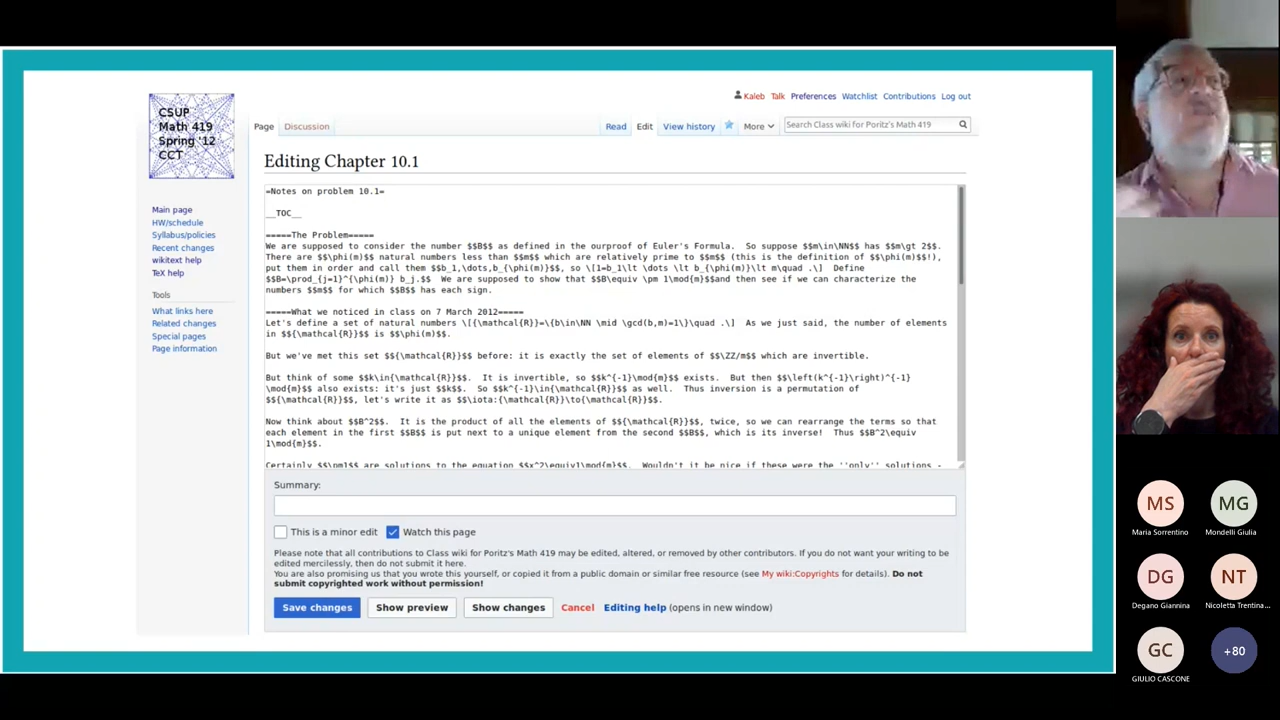 CSUP
Math 419
Spring '12
CCT
Kaleb Talk Preferences Watchlist Contributions Log out
Page Discussion Read Edit View history More Search Class wiki for Poritz's Math 419
Editing Chapter 10.1
Main page
HW/schedule
Syllabus/policies
Recent changes
wikitext help
TeX help
Tools
What links here
Related changes
Special pages
Page information
=Notes on problem 10.1=
__TOC__
=====The Problem=====
We are supposed to consider the number $$B$$ as defined in the ourproof of Euler's Formula.  So suppose $$m\in\NN$$ has $$m\gt 2$$.
There are $$\phi(m)$$ natural numbers less than $$m$$ which are relatively prime to $$m$$ (this is the definition of $$\phi(m)$$!),
put them in order and call them $$b_1,\dots,b_{\phi(m)}$$, so \[1=b_1\lt \dots \lt b_{\phi(m)}\lt m\quad .\]  Define
$$B=\prod_{j=1}^{\phi(m)} b_j.$$  We are supposed to show that $$B\equiv \pm 1\mod{m}$$and then see if we can characterize the
numbers $$m$$ for which $$B$$ has each sign.
=====What we noticed in class on 7 March 2012=====
Let's define a set of natural numbers \[{\mathcal{R}}=\{b\in\NN \mid \gcd(b,m)=1\}\quad .\]  As we just said, the number of elements
in $${\mathcal{R}}$$ is $$\phi(m)$$.
But we've met this set $${\mathcal{R}}$$ before: it is exactly the set of elements of $$\ZZ/m$$ which are invertible.
But think of some $$k\in{\mathcal{R}}$$.  It is invertible, so $$k^{-1}\mod{m}$$ exists.  But then $$\left(k^{-1}\right)^{-1}
\mod{m}$$ also exists: it's just $$k$$.  So $$k^{-1}\in{\mathcal{R}}$$ as well.  Thus inversion is a permutation of
$${\mathcal{R}}$$, let's write it as $$\iota:{\mathcal{R}}\to{\mathcal{R}}$$.
Now think about $$B^2$$.  It is the product of all the elements of $${\mathcal{R}}$$, twice, so we can rearrange the terms so that
each element in the first $$B$$ is put next to a unique element from the second $$B$$, which is its inverse!  Thus $$B^2\equiv
1\mod{m}$$.
Certainly $$\pm1$$ are solutions to the equation $$x^2\equiv1\mod{m}$$.  Wouldn't it be nice if these were the ''only'' solutions -
Summary:
This is a minor edit Watch this page
Please note that all contributions to Class wiki for Poritz's Math 419 may be edited, altered, or removed by other contributors. If you do not want your writing to be
edited mercilessly, then do not submit it here.
You are also promising us that you wrote this yourself, or copied it from a public domain or similar free resource (see My wiki:Copyrights for details). Do not
submit copyrighted work without permission!
Save changes Show preview Show changes Cancel Editing help (opens in new window)
MS MG
Maria Sorrentino Mondelli Giulia
DG NT
Degano Giannina Nicoletta Trentina...
GC +80
GIULIO CASCONE